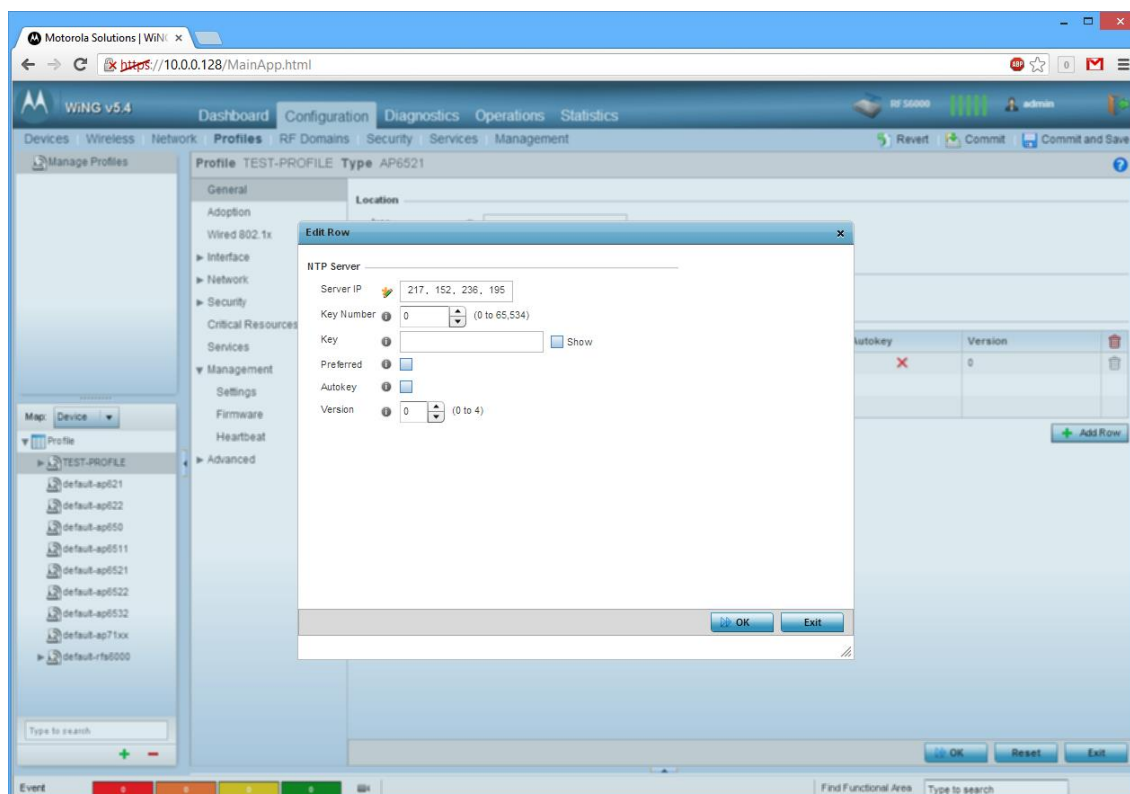 Motorola Solutions | WiNG
https://10.0.0.128/MainApp.html
ABP
0
WiNG v5.4
Dashboard Configuration Diagnostics Operations Statistics
RFS6000
admin
Devices Wireless Network Profiles RF Domains Security Services Management
Revert Commit Commit and Save
Manage Profiles
Profile TEST-PROFILE Type AP6521
General
Adoption
Wired 802.1x
Interface
Network
Security
Critical Resources
Services
Management
Settings
Firmware
Heartbeat
Advanced
Location
Edit Row
NTP Server
Server IP 217, 152, 236, 195
Key Number 0 (0 to 65,534)
Key Show
Preferred
Autokey
Version 0 (0 to 4)
OK Exit
Autokey Version
0
Add Row
Map: Device
Profile
TEST-PROFILE
default-ap621
default-ap622
default-ap650
default-ap6511
default-ap6521
default-ap6522
default-ap6532
default-ap71xx
default-rfs6000
Type to search
OK Reset Exit
Event 0 0 0 0
Find Functional Area Type to search